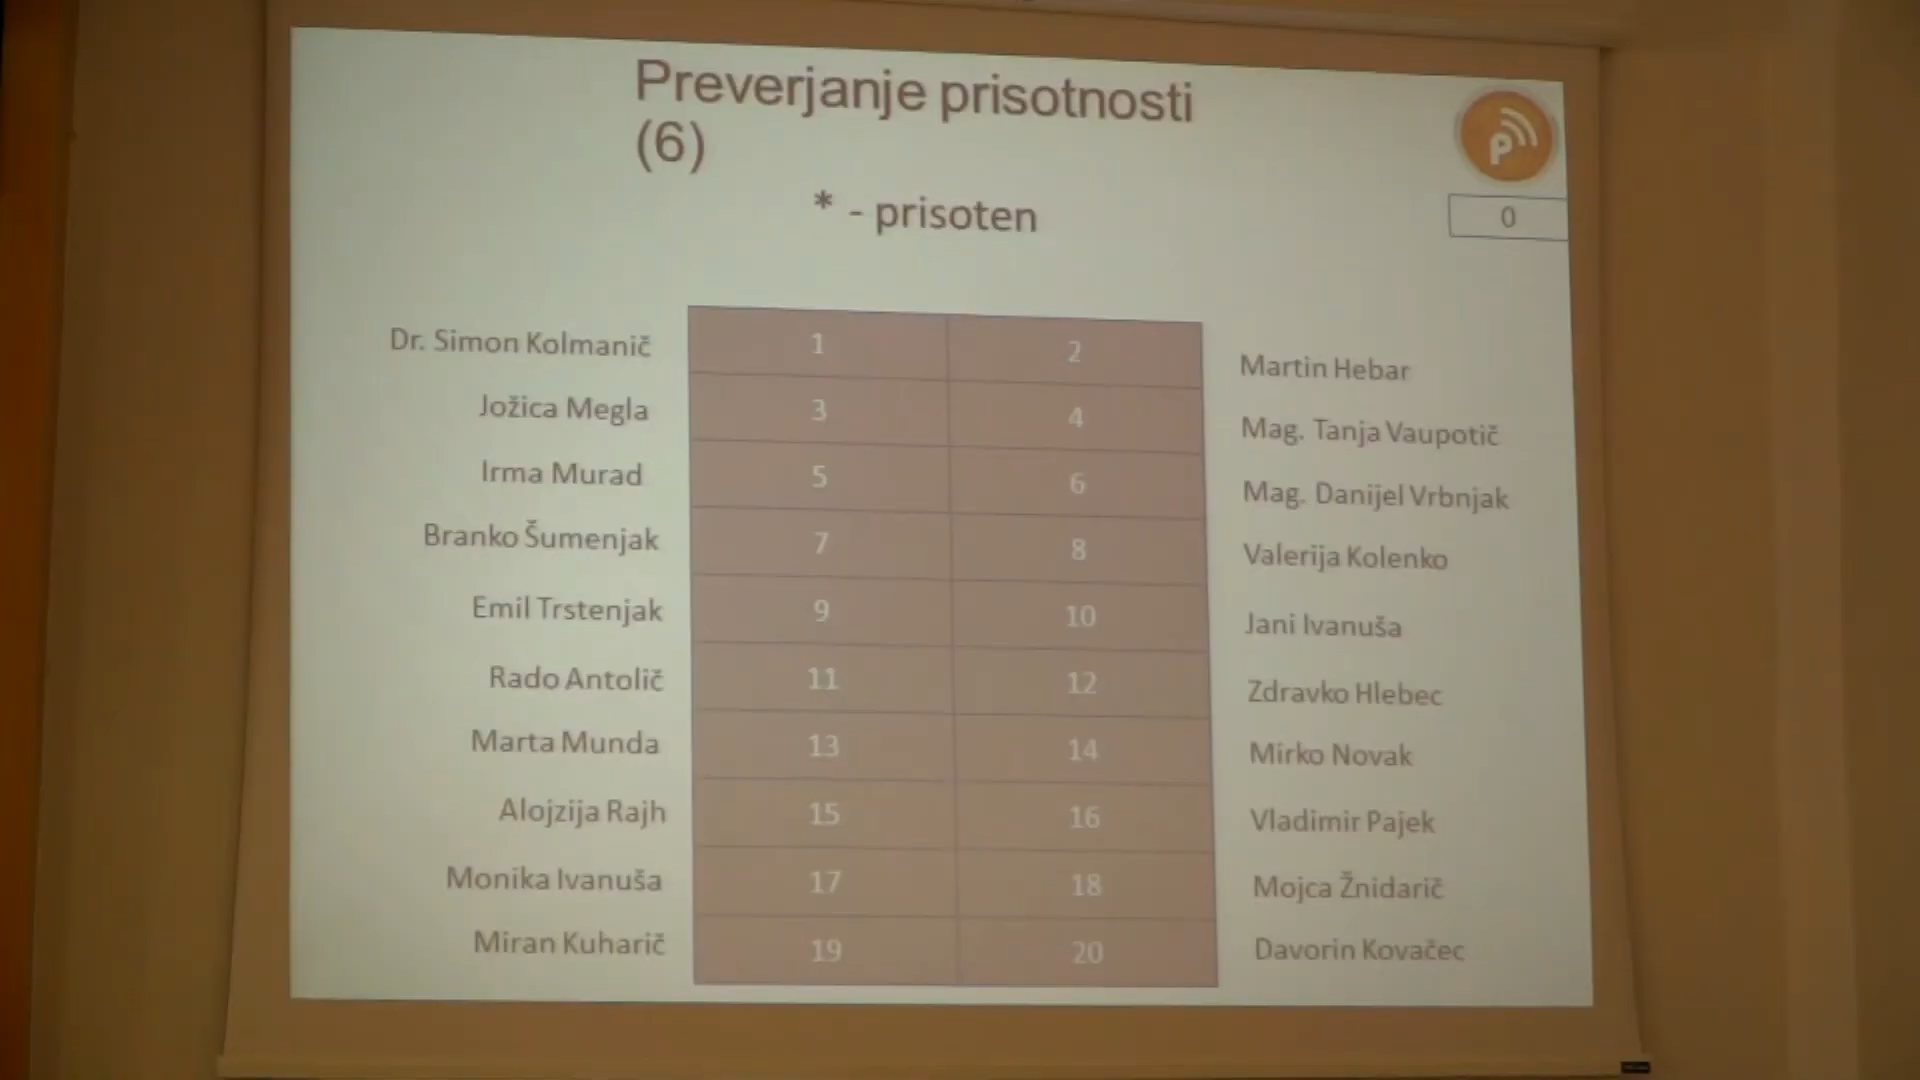 Preverjanje prisotnosti
(6)
* - prisoten
0
Dr. Simon Kolmanič 1 2 Martin Hebar
Jožica Megla 3 4 Mag. Tanja Vaupotič
Irma Murad 5 6 Mag. Danijel Vrbnjak
Branko Šumenjak 7 8 Valerija Kolenko
Emil Trstenjak 9 10 Jani Ivanuša
Rado Antolič 11 12 Zdravko Hlebec
Marta Munda 13 14 Mirko Novak
Alojzija Rajh 15 16 Vladimir Pajek
Monika Ivanuša 17 18 Mojca Žnidarič
Miran Kuharič 19 20 Davorin Kovačec